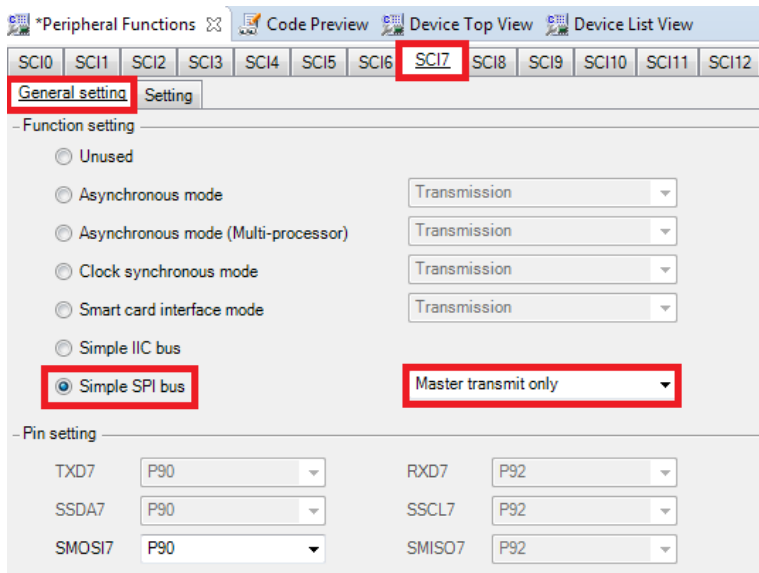 *Peripheral Functions Code Preview Device Top View Device List View
SCI0 SCI1 SCI2 SCI3 SCI4 SCI5 SCI6 SCI7 SCI8 SCI9 SCI10 SCI11 SCI12
General setting Setting
Function setting
Unused
Asynchronous mode Transmission
Asynchronous mode (Multi-processor) Transmission
Clock synchronous mode Transmission
Smart card interface mode Transmission
Simple IIC bus
Simple SPI bus Master transmit only
Pin setting
TXD7 P90 RXD7 P92
SSDA7 P90 SSCL7 P92
SMOSI7 P90 SMISO7 P92